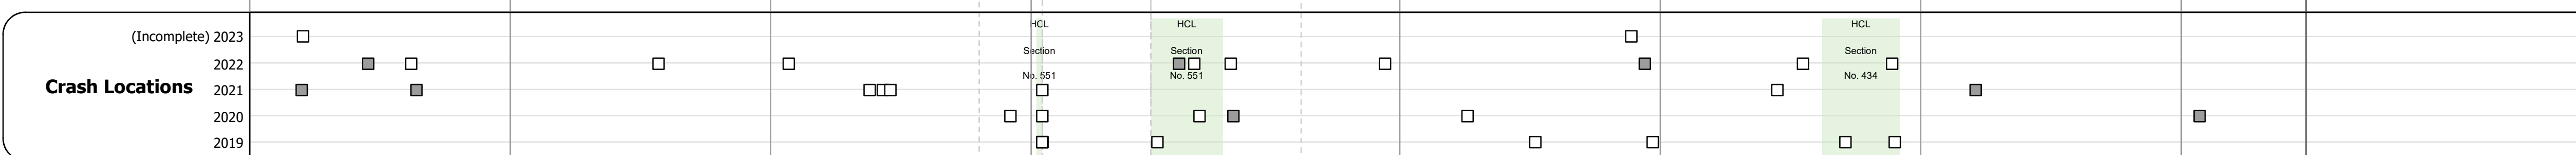 Crash Locations
(Incomplete) 2023
2022
2021
2020
2019
HCL
Section
No. 551
HCL
Section
No. 551
HCL
Section
No. 434